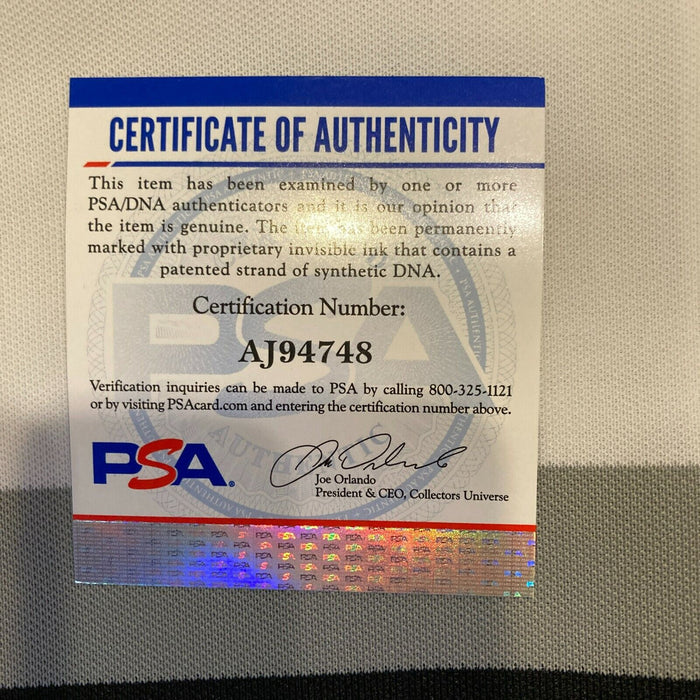 CERTIFICATE OF AUTHENTICITY
This item has been examined by one or more
PSA/DNA authenticators and it is our opinion that
the item is genuine. The item has been permanently
marked with proprietary invisible ink that contains a
patented strand of synthetic DNA.
Certification Number:
AJ94748
Verification inquiries can be made to PSA by calling 800-325-1121
or by visiting PSAcard.com and entering the certification number above.
PSA
Joe Orlando
President & CEO, Collectors Universe